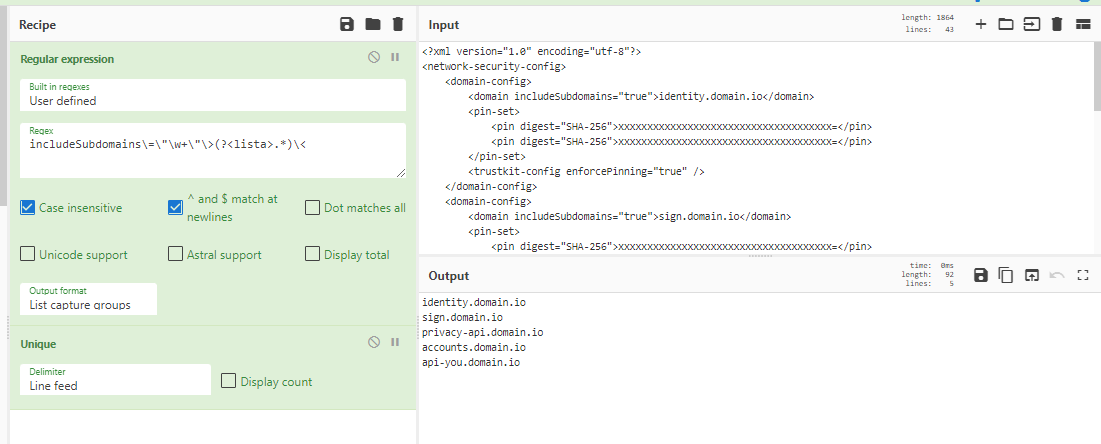 Recipe
Regular expression
Built in regexes
User defined
Regex
includeSubdomains\=\"\w+\"\>(?<lista>.*)\<
Case insensitive
^ and $ match at newlines
Dot matches all
Unicode support
Astral support
Display total
Output format
List capture groups
Unique
Delimiter
Line feed
Display count
Input
length: 1864
lines: 43
<?xml version="1.0" encoding="utf-8"?>
<network-security-config>
    <domain-config>
        <domain includeSubdomains="true">identity.domain.io</domain>
        <pin-set>
            <pin digest="SHA-256">xxxxxxxxxxxxxxxxxxxxxxxxxxxxxxxxxxxxx=</pin>
            <pin digest="SHA-256">xxxxxxxxxxxxxxxxxxxxxxxxxxxxxxxxxxxxx=</pin>
        </pin-set>
        <trustkit-config enforcePinning="true" />
    </domain-config>
    <domain-config>
        <domain includeSubdomains="true">sign.domain.io</domain>
        <pin-set>
            <pin digest="SHA-256">xxxxxxxxxxxxxxxxxxxxxxxxxxxxxxxxxxxxx=</pin>
Output
time: 0ms
length: 92
lines: 5
identity.domain.io
sign.domain.io
privacy-api.domain.io
accounts.domain.io
api-you.domain.io